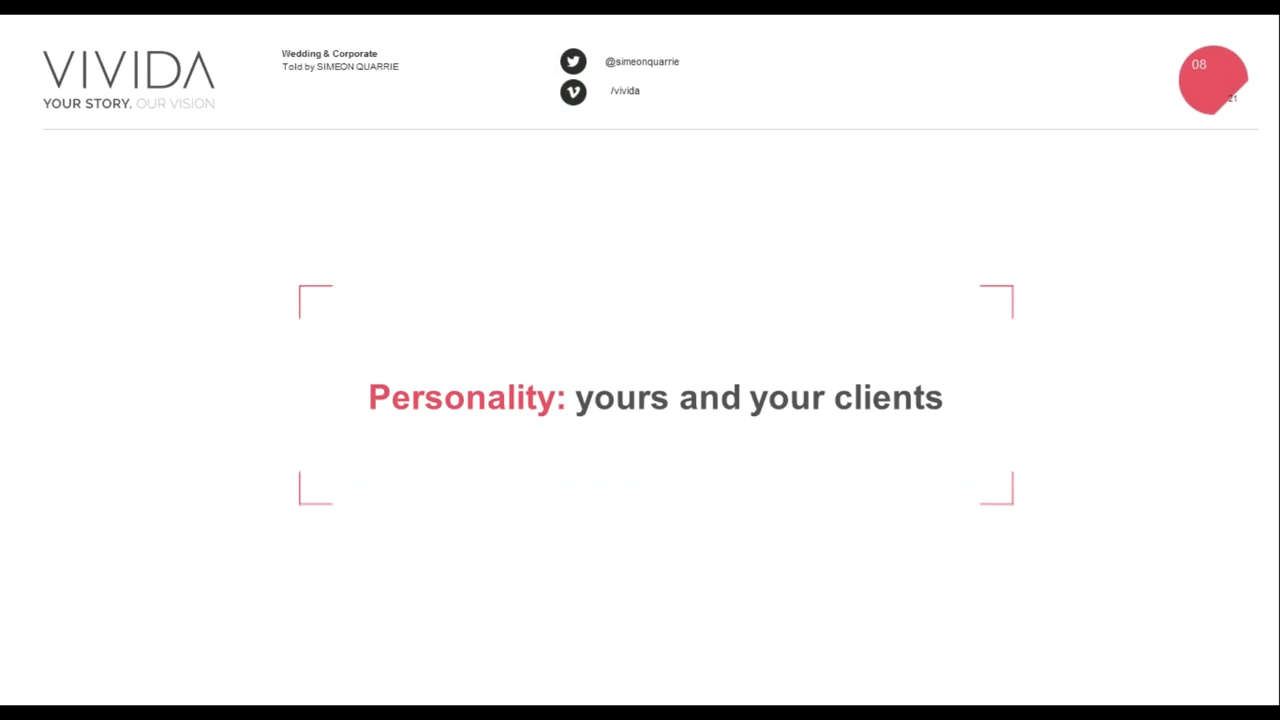 VIVIDA
YOUR STORY. OUR VISION
Wedding & Corporate
Told by SIMEON QUARRIE
@simeonquarrie
/vivida
08
21
Personality: yours and your clients